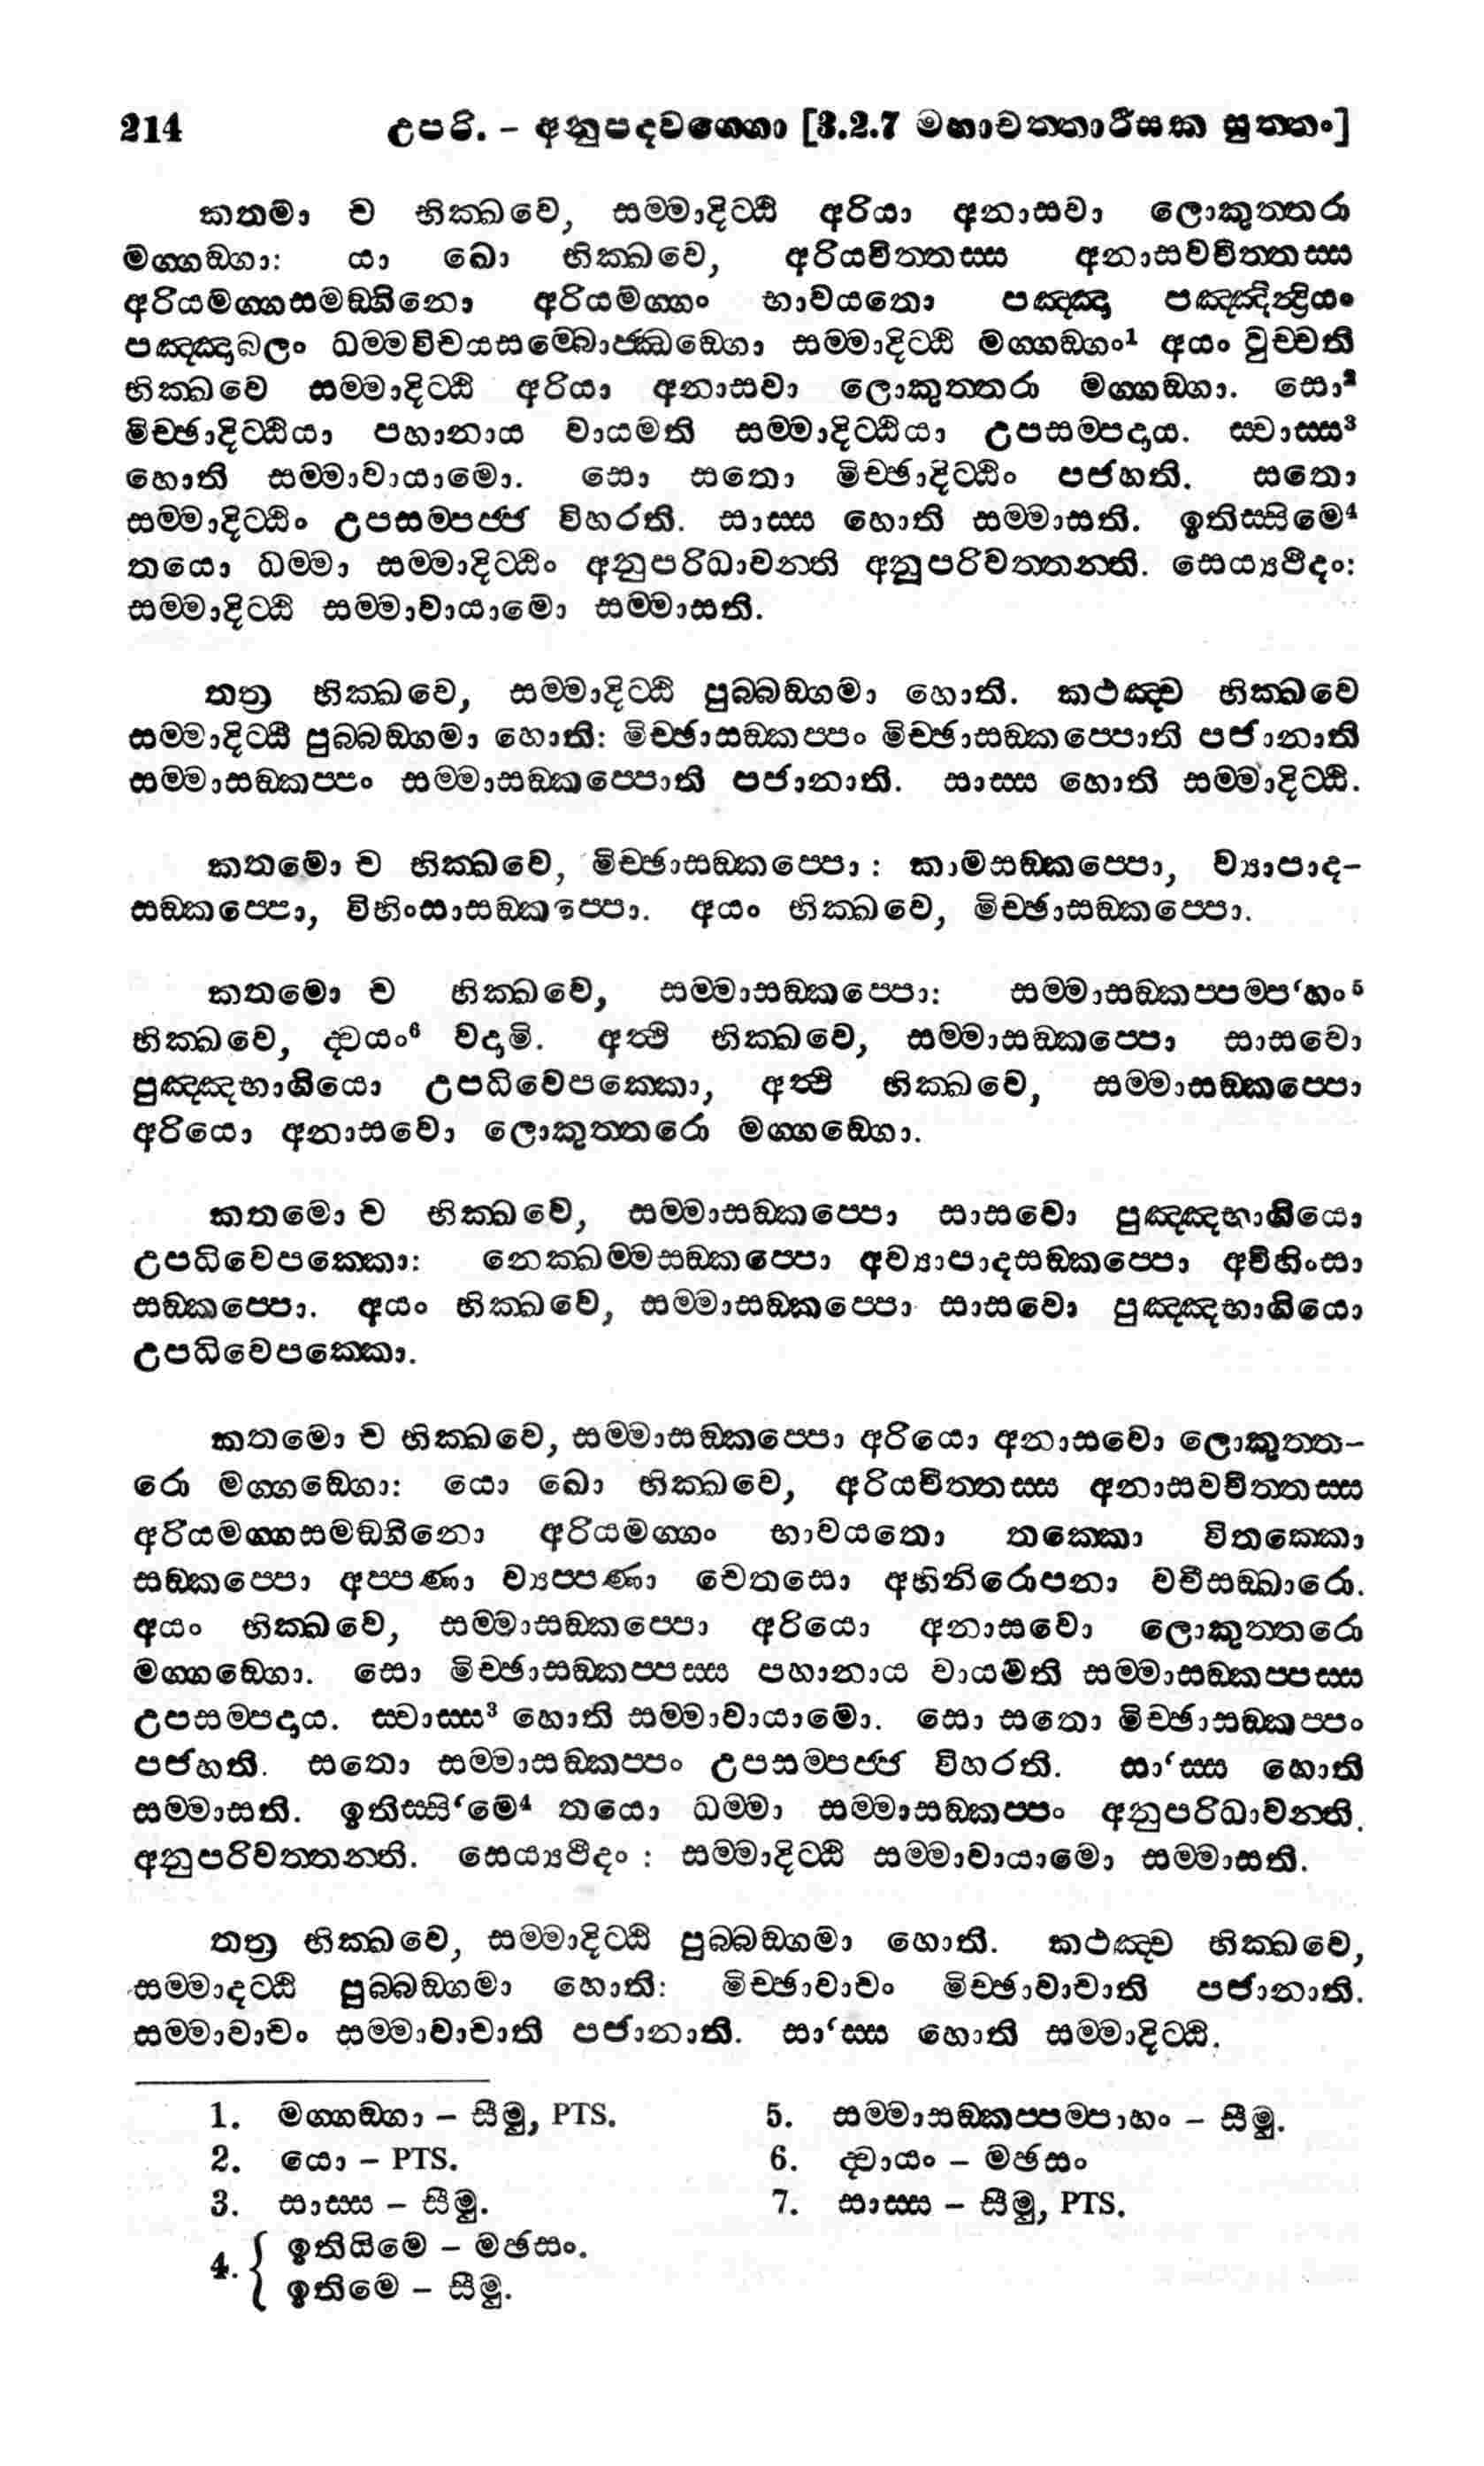 214 උපරි. – අනුපදවග්ගො [3.2.7 මහාචත්තාරීසක සුත්තං]
කතමා ච භික්ඛවෙ, සම්මාදිට්ඨි අරියා අනාසවා ලොකුත්තරා
මග්ගඞ්ගා: යා ඛො භික්ඛවෙ, අරියචිත්තස්ස අනාසවචිත්තස්ස
අරියමග්ගසමඞ්ගිනො අරියමග්ගං භාවයතො පඤ්ඤා පඤ්ඤින්ද්‍රියං
පඤ්ඤාබලං ධම්මවිචයසම්බොජ්ඣඞ්ගො සම්මාදිට්ඨි මග්ගඞ්ගං¹ අයං වුච්චති
භික්ඛවෙ සම්මාදිට්ඨි අරියා අනාසවා ලොකුත්තරා මග්ගඞ්ගා. සො²
මිච්ඡාදිට්ඨියා පහානාය වායමති සම්මාදිට්ඨියා උපසම්පදාය. ස්වාස්ස³
හොති සම්මාවායාමො. සො සතො මිච්ඡාදිට්ඨිං පජහති. සතො
සම්මාදිට්ඨිං උපසම්පජ්ජ විහරති. සාස්ස හොති සම්මාසති. ඉතිස්සිමෙ⁴
තයො ධම්මා සම්මාදිට්ඨිං අනුපරිධාවන්ති අනුපරිවත්තන්ති. සෙය්‍යථීදං:
සම්මාදිට්ඨි සම්මාවායාමො සම්මාසති.
තත්‍ර භික්ඛවෙ, සම්මාදිට්ඨි පුබ්බඞ්ගමා හොති. කථඤ්ච භික්ඛවෙ
සම්මාදිට්ඨි පුබ්බඞ්ගමා හොති: මිච්ඡාසඞ්කප්පං මිච්ඡාසඞ්කප්පොති පජානාති
සම්මාසඞ්කප්පං සම්මාසඞ්කප්පොති පජානාති. සාස්ස හොති සම්මාදිට්ඨි.
කතමො ච භික්ඛවෙ, මිච්ඡාසඞ්කප්පො: කාමසඞ්කප්පො, ව්‍යාපාද-
සඞ්කප්පො, විහිංසාසඞ්කප්පො. අයං භික්ඛවෙ, මිච්ඡාසඞ්කප්පො.
කතමො ච භික්ඛවෙ, සම්මාසඞ්කප්පො: සම්මාසඞ්කප්පම්ප‘හං⁵
භික්ඛවෙ, ද්වයං⁶ වදාමි. අත්ථි භික්ඛවෙ, සම්මාසඞ්කප්පො සාසවො
පුඤ්ඤභාගියො උපධිවෙපක්කො, අත්ථි භික්ඛවෙ, සම්මාසඞ්කප්පො
අරියො අනාසවො ලොකුත්තරො මග්ගඞ්ගො.
කතමො ච භික්ඛවෙ, සම්මාසඞ්කප්පො සාසවො පුඤ්ඤභාගියො
උපධිවෙපක්කො: නෙක්ඛම්මසඞ්කප්පො අව්‍යාපාදසඞ්කප්පො අවිහිංසා
සඞ්කප්පො. අයං භික්ඛවෙ, සම්මාසඞ්කප්පො සාසවො පුඤ්ඤභාගියො
උපධිවෙපක්කො.
කතමො ච භික්ඛවෙ, සම්මාසඞ්කප්පො අරියො අනාසවො ලොකුත්ත-
රො මග්ගඞ්ගො: යො ඛො භික්ඛවෙ, අරියචිත්තස්ස අනාසවචිත්තස්ස
අරියමග්ගසමඞ්ගිනො අරියමග්ගං භාවයතො තක්කො විතක්කො
සඞ්කප්පො අප්පණා ව්‍යප්පණා චෙතසො අභිනිරොපනා වචීසඞ්ඛාරො.
අයං භික්ඛවෙ, සම්මාසඞ්කප්පො අරියො අනාසවො ලොකුත්තරො
මග්ගඞ්ගො. සො මිච්ඡාසඞ්කප්පස්ස පහානාය වායමති සම්මාසඞ්කප්පස්ස
උපසම්පදාය. ස්වාස්ස³ හොති සම්මාවායාමො. සො සතො මිච්ඡාසඞ්කප්පං
පජහති. සතො සම්මාසඞ්කප්පං උපසම්පජ්ජ විහරති. සා‘ස්ස හොති
සම්මාසති. ඉතිස්සි‘මෙ⁴ තයො ධම්මා සම්මාසඞ්කප්පං අනුපරිධාවන්ති.
අනුපරිවත්තන්ති. සෙය්‍යථීදං: සම්මාදිට්ඨි සම්මාවායාමො සම්මාසති.
තත්‍ර භික්ඛවෙ, සම්මාදිට්ඨි පුබ්බඞ්ගමා හොති. කථඤ්ච භික්ඛවෙ,
සම්මාදට්ඨි පුබ්බඞ්ගමා හොති: මිච්ඡාවාචං මිච්ඡාවාචාති පජානාති.
සම්මාවාචං සම්මාවාචාති පජානාති. සා‘ස්ස හොති සම්මාදිට්ඨි.
1. මග්ගඞ්ගා – සීමු, PTS.
2. යො – PTS.
3. සාස්ස – සීමු.
4. { ඉතියිමෙ – මඡසං.
ඉතිමෙ – සීමු.
5. සම්මාසඞ්කප්පම්පාහං – සීමු.
6. ද්වායං – මඡසං
7. සාස්ස – සීමු, PTS.